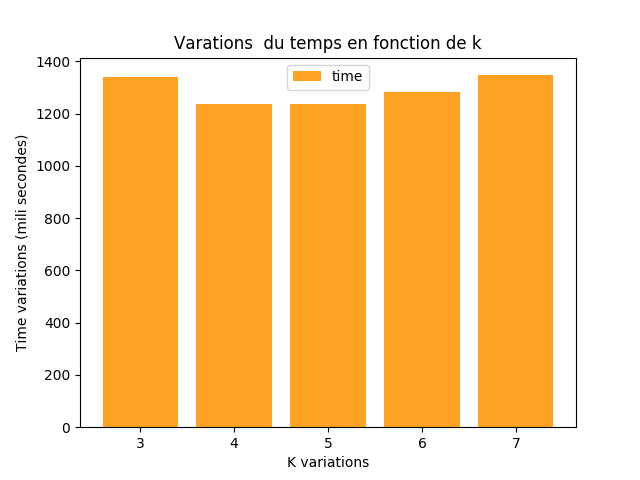 Varations  du temps en fonction de k
time
Time variations (mili secondes)
1400
1200
1000
800
600
400
200
0
3 4 5 6 7
K variations